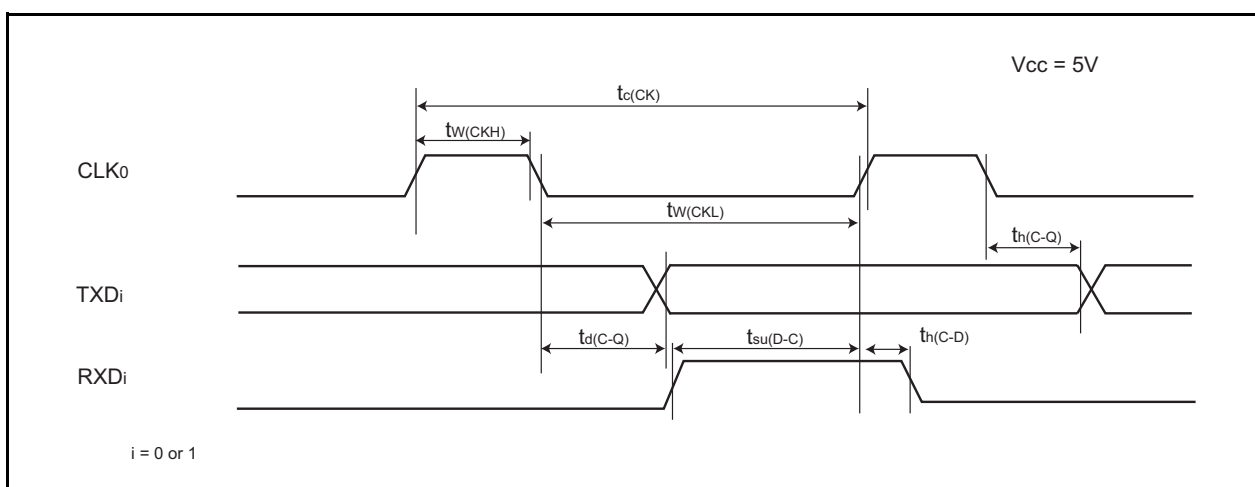 Vcc = 5V
tc(CK)
tW(CKH)
CLK0
tW(CKL)
th(C-Q)
TXDi
td(C-Q)
tsu(D-C)
th(C-D)
RXDi
i = 0 or 1